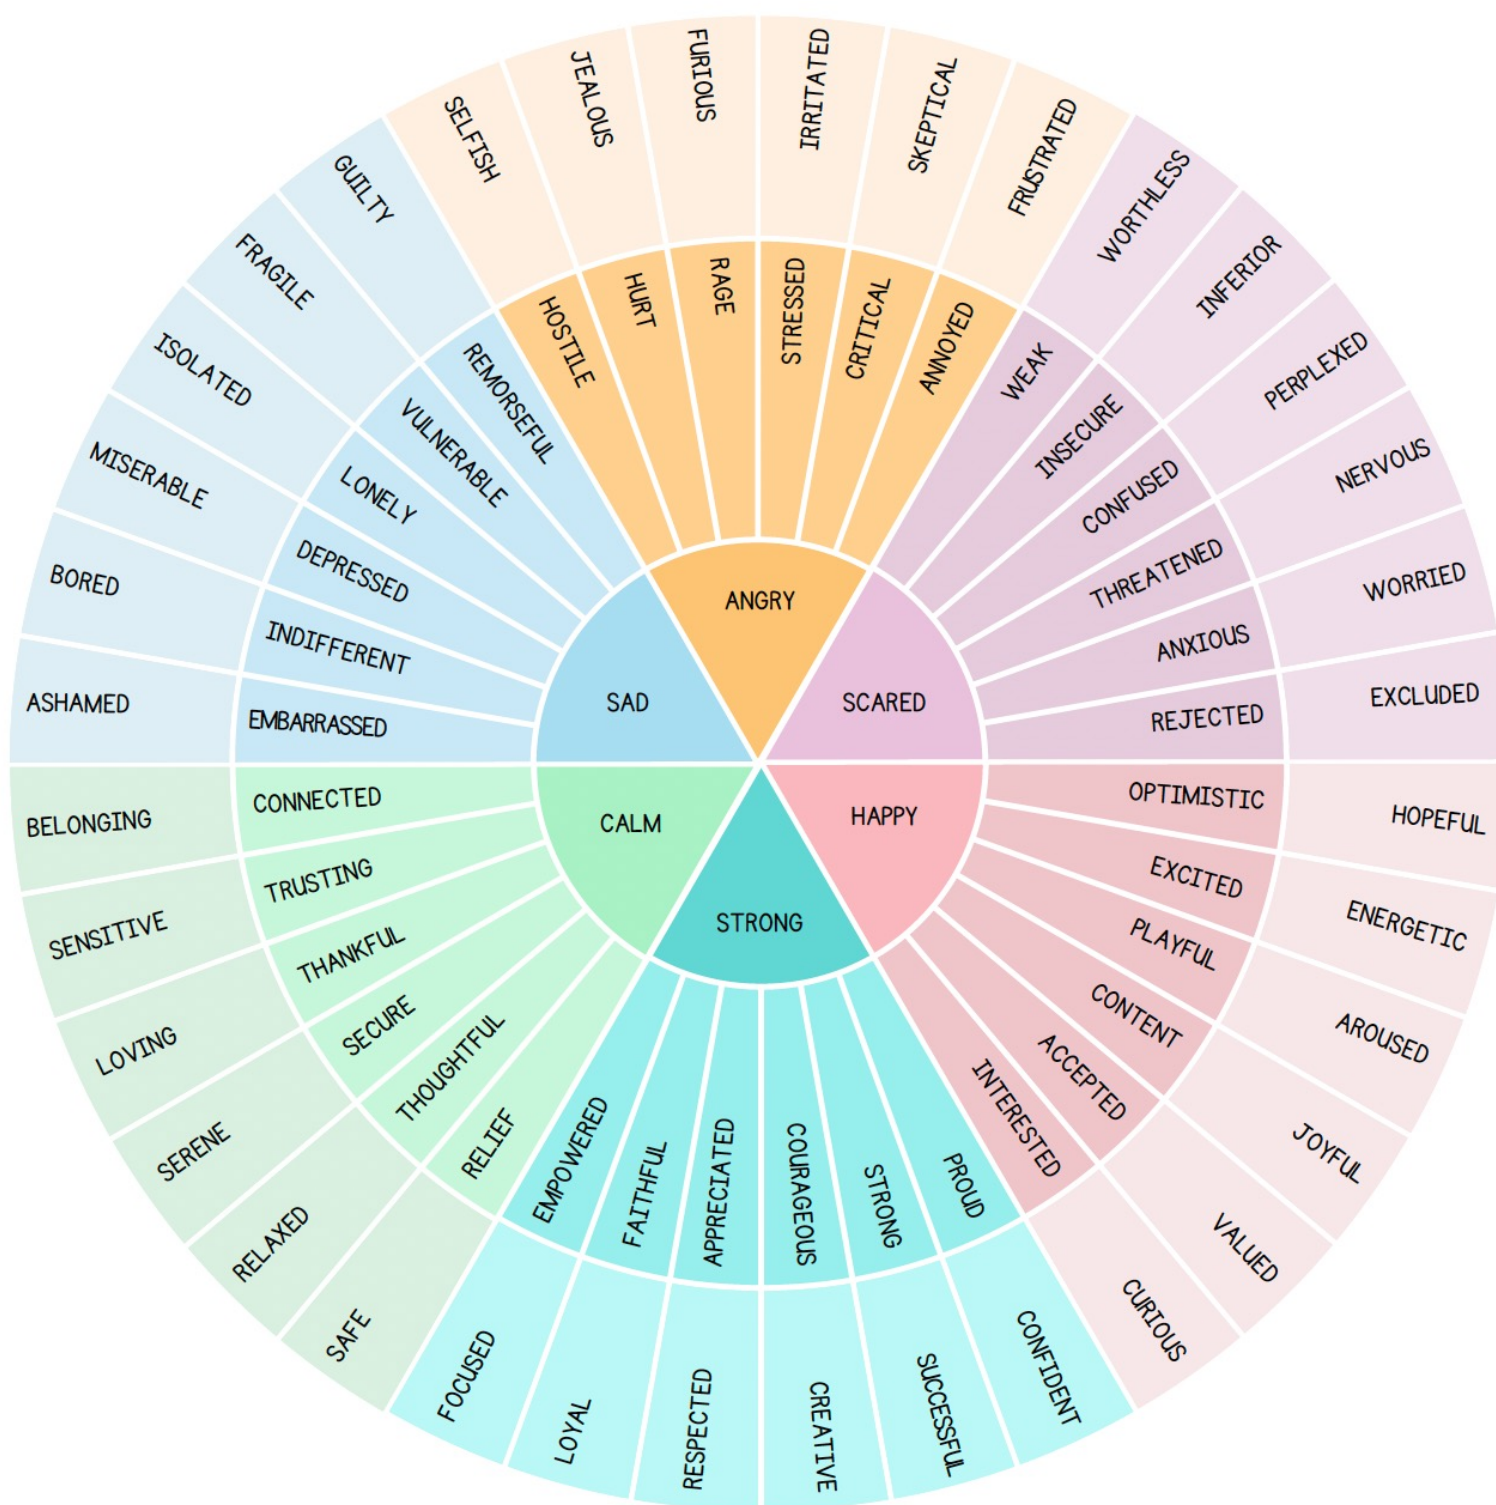 ANGRY
SCARED
HAPPY
STRONG
CALM
SAD
HOSTILE
HURT
RAGE
STRESSED
CRITICAL
ANNOYED
WEAK
INSECURE
CONFUSED
THREATENED
ANXIOUS
REJECTED
OPTIMISTIC
EXCITED
PLAYFUL
CONTENT
ACCEPTED
INTERESTED
PROUD
STRONG
COURAGEOUS
APPRECIATED
FAITHFUL
EMPOWERED
RELIEF
THOUGHTFUL
SECURE
THANKFUL
TRUSTING
CONNECTED
EMBARRASSED
INDIFFERENT
DEPRESSED
LONELY
VULNERABLE
REMORSEFUL
SELFISH
JEALOUS
FURIOUS
IRRITATED
SKEPTICAL
FRUSTRATED
WORTHLESS
INFERIOR
PERPLEXED
NERVOUS
WORRIED
EXCLUDED
HOPEFUL
ENERGETIC
AROUSED
JOYFUL
VALUED
CURIOUS
CONFIDENT
SUCCESSFUL
CREATIVE
RESPECTED
LOYAL
FOCUSED
SAFE
RELAXED
SERENE
LOVING
SENSITIVE
BELONGING
ASHAMED
BORED
MISERABLE
ISOLATED
FRAGILE
GUILTY